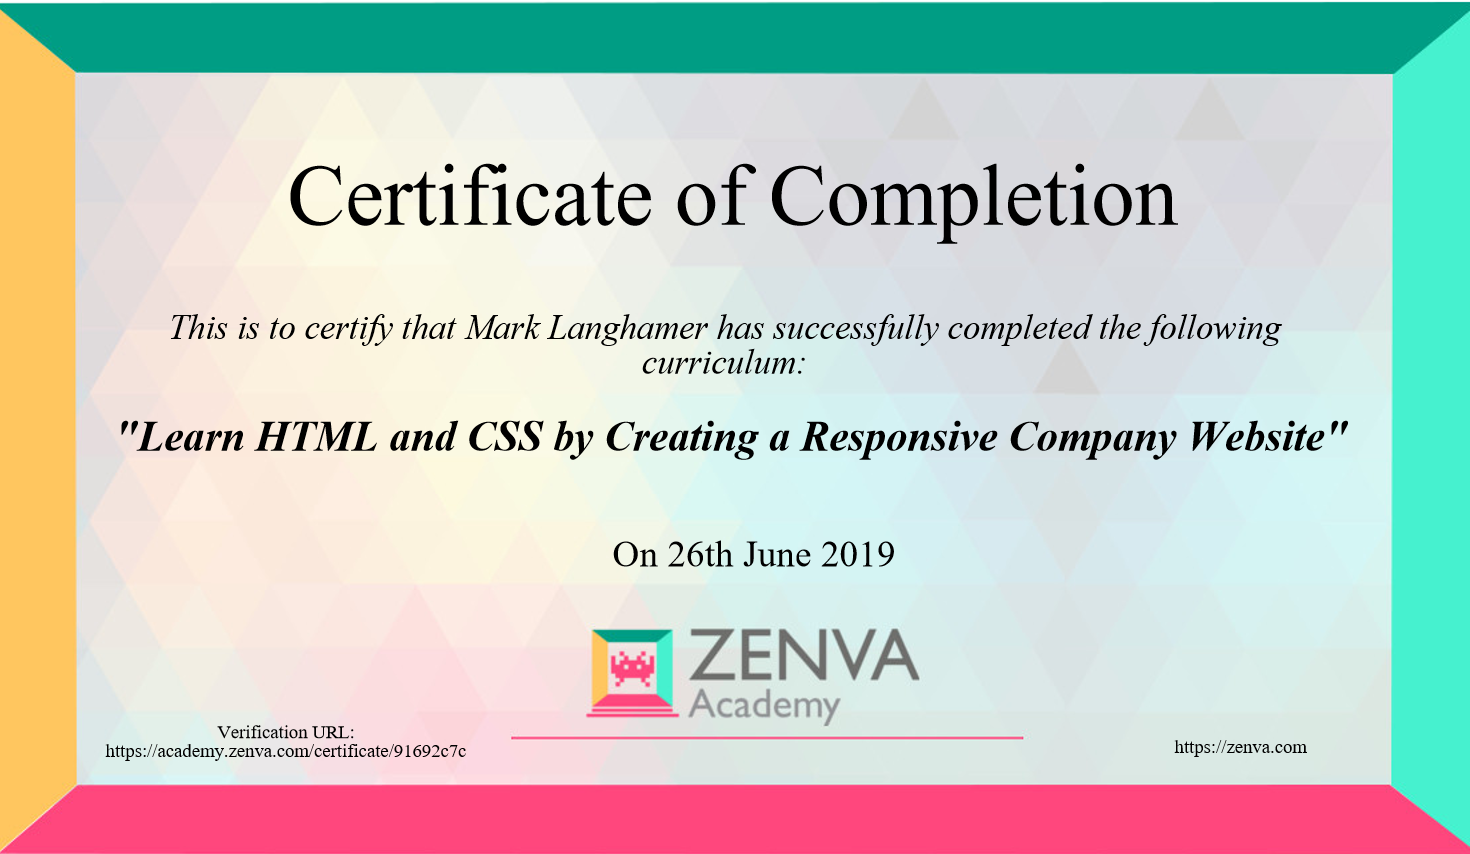 Certificate of Completion
This is to certify that Mark Langhamer has successfully completed the following
curriculum:
"Learn HTML and CSS by Creating a Responsive Company Website"
On 26th June 2019
ZENVA
Academy
Verification URL:
https://academy.zenva.com/certificate/91692c7c
https://zenva.com